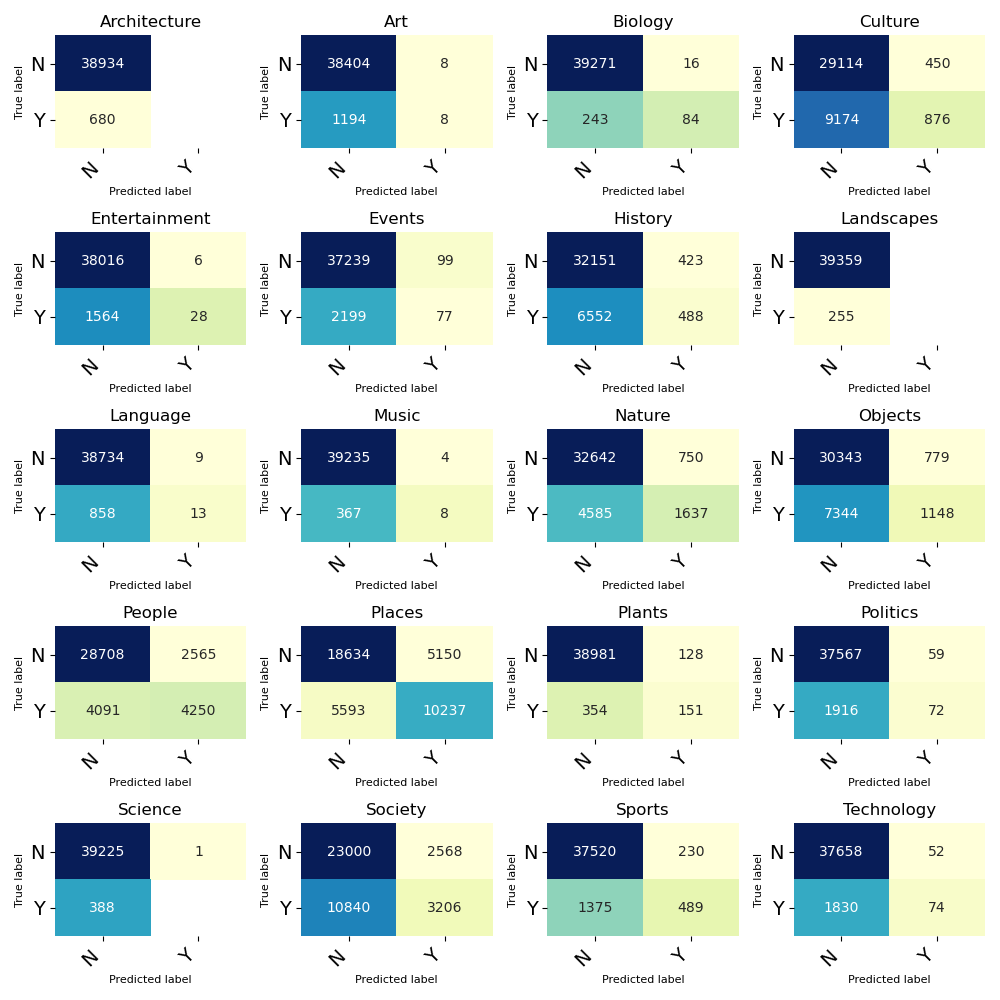 Architecture Art Biology Culture
True label N 38934 True label N 38404 8 True label N 39271 16 True label N 29114 450
Y 680 Y 1194 8 Y 243 84 Y 9174 876
N Y N Y N Y N Y
Predicted label Predicted label Predicted label Predicted label
Entertainment Events History Landscapes
True label N 38016 6 True label N 37239 99 True label N 32151 423 True label N 39359
Y 1564 28 Y 2199 77 Y 6552 488 Y 255
N Y N Y N Y N Y
Predicted label Predicted label Predicted label Predicted label
Language Music Nature Objects
True label N 38734 9 True label N 39235 4 True label N 32642 750 True label N 30343 779
Y 858 13 Y 367 8 Y 4585 1637 Y 7344 1148
N Y N Y N Y N Y
Predicted label Predicted label Predicted label Predicted label
People Places Plants Politics
True label N 28708 2565 True label N 18634 5150 True label N 38981 128 True label N 37567 59
Y 4091 4250 Y 5593 10237 Y 354 151 Y 1916 72
N Y N Y N Y N Y
Predicted label Predicted label Predicted label Predicted label
Science Society Sports Technology
True label N 39225 1 True label N 23000 2568 True label N 37520 230 True label N 37658 52
Y 388 Y 10840 3206 Y 1375 489 Y 1830 74
N Y N Y N Y N Y
Predicted label Predicted label Predicted label Predicted label